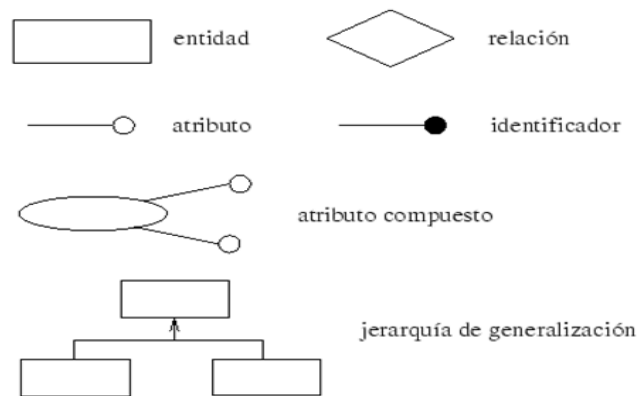 entidad
relación
atributo
identificador
atributo compuesto
jerarquía de generalización